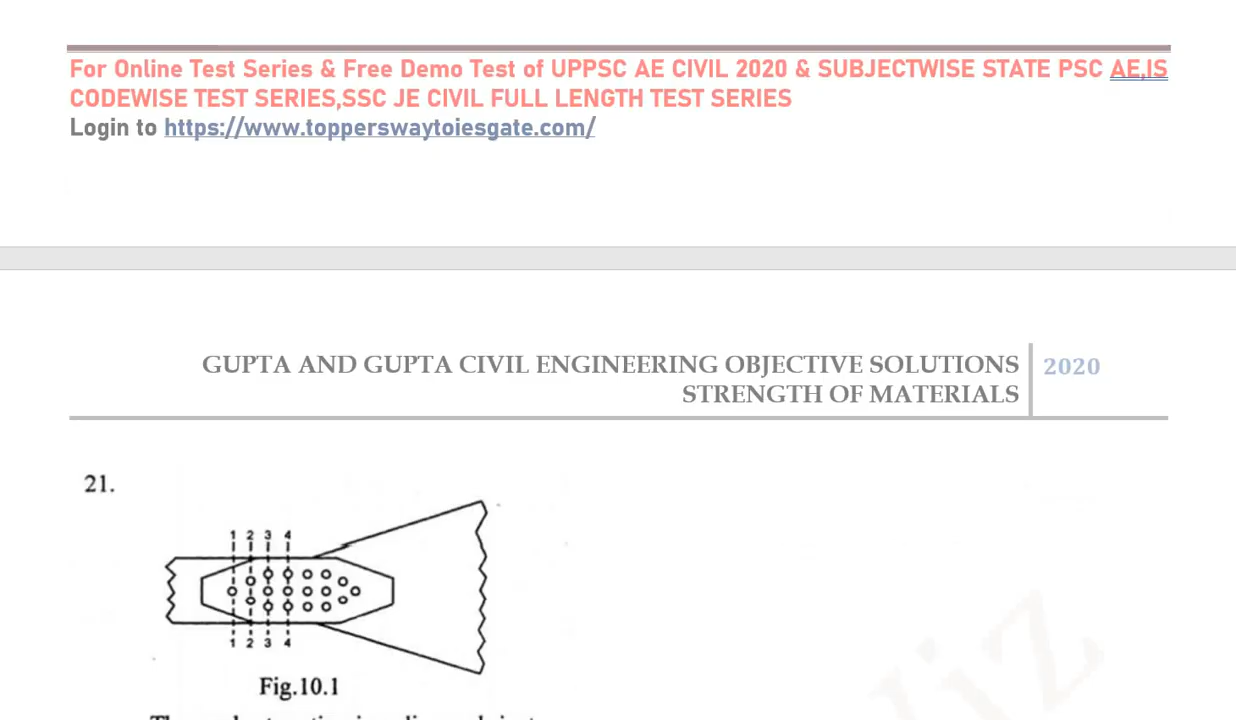 For Online Test Series & Free Demo Test of UPPSC AE CIVIL 2020 & SUBJECTWISE STATE PSC AE,IS
CODEWISE TEST SERIES,SSC JE CIVIL FULL LENGTH TEST SERIES
Login to https://www.topperswaytoiesgate.com/
GUPTA AND GUPTA CIVIL ENGINEERING OBJECTIVE SOLUTIONS
STRENGTH OF MATERIALS
2020
21.
1 2 3 4
1 2 3 4
Fig.10.1